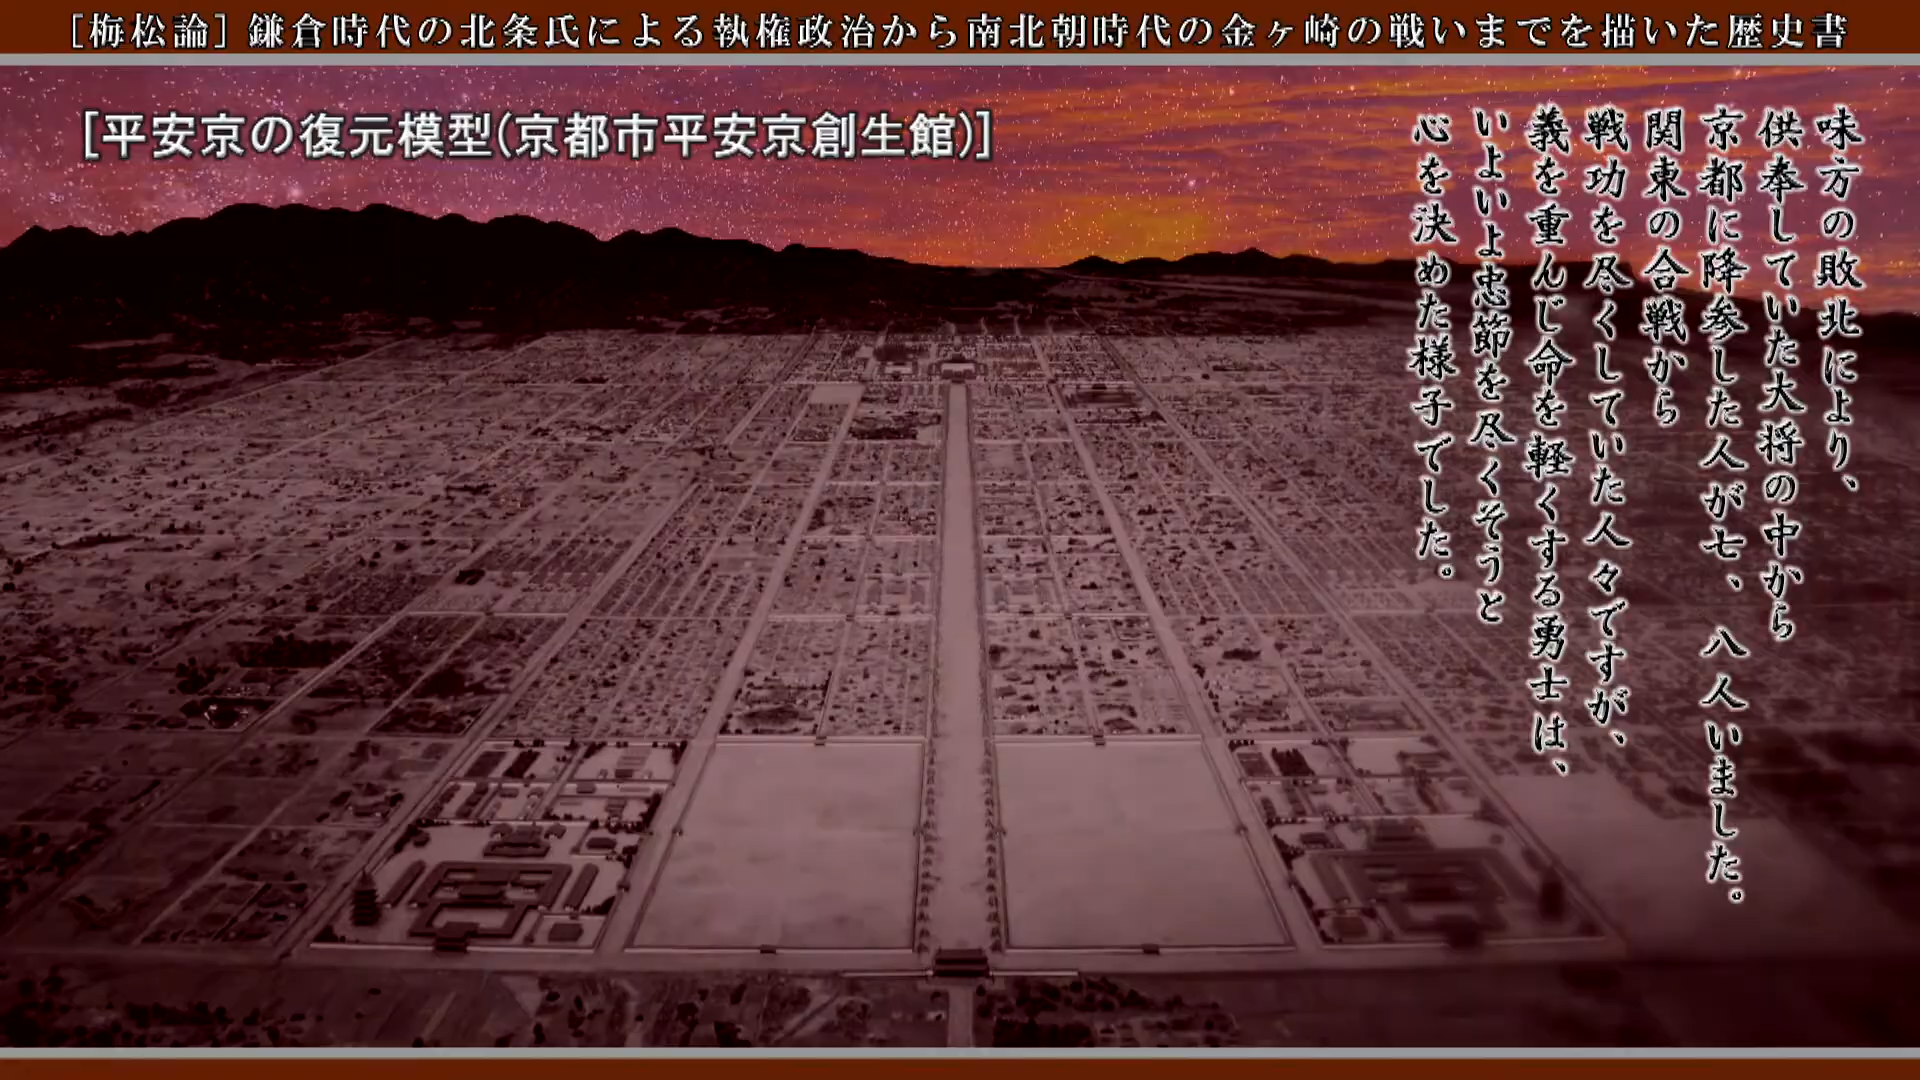 [梅松論] 鎌倉時代の北条氏による執権政治から南北朝時代の金ヶ崎の戦いまでを描いた歴史書
[平安京の復元模型(京都市平安京創生館)]
味方の敗北により、
供奉していた大将の中から
京都に降参した人が七、八人いました。
関東の合戦から
戦功を尽くしていた人々ですが、
義を重んじ命を軽くする勇士は、
いよいよ忠節を尽くそうと
心を決めた様子でした。